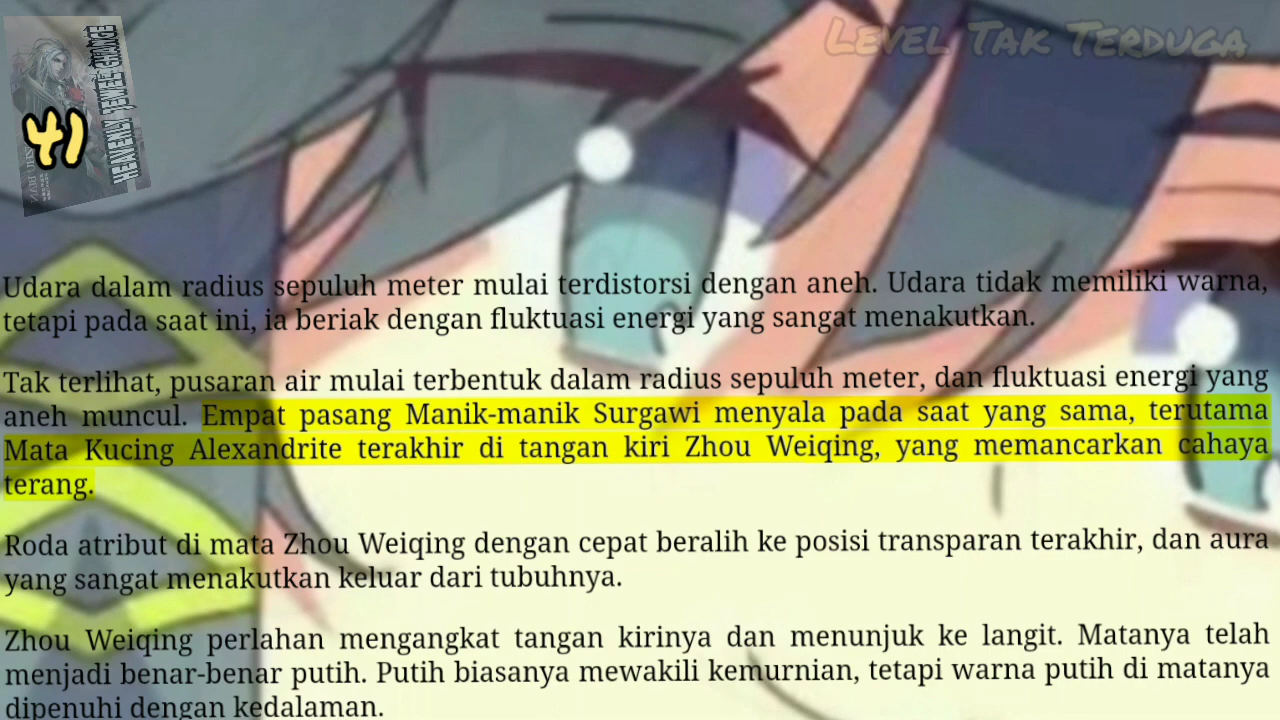 Level Tak Terduga
HEAVENLY JEWEL CHANGE
41
Udara dalam radius sepuluh meter mulai terdistorsi dengan aneh. Udara tidak memiliki warna,
tetapi pada saat ini, ia beriak dengan fluktuasi energi yang sangat menakutkan.
Tak terlihat, pusaran air mulai terbentuk dalam radius sepuluh meter, dan fluktuasi energi yang
aneh muncul. Empat pasang Manik-manik Surgawi menyala pada saat yang sama, terutama
Mata Kucing Alexandrite terakhir di tangan kiri Zhou Weiqing, yang memancarkan cahaya
terang.
Roda atribut di mata Zhou Weiqing dengan cepat beralih ke posisi transparan terakhir, dan aura
yang sangat menakutkan keluar dari tubuhnya.
Zhou Weiqing perlahan mengangkat tangan kirinya dan menunjuk ke langit. Matanya telah
menjadi benar-benar putih. Putih biasanya mewakili kemurnian, tetapi warna putih di matanya
dipenuhi dengan kedalaman.